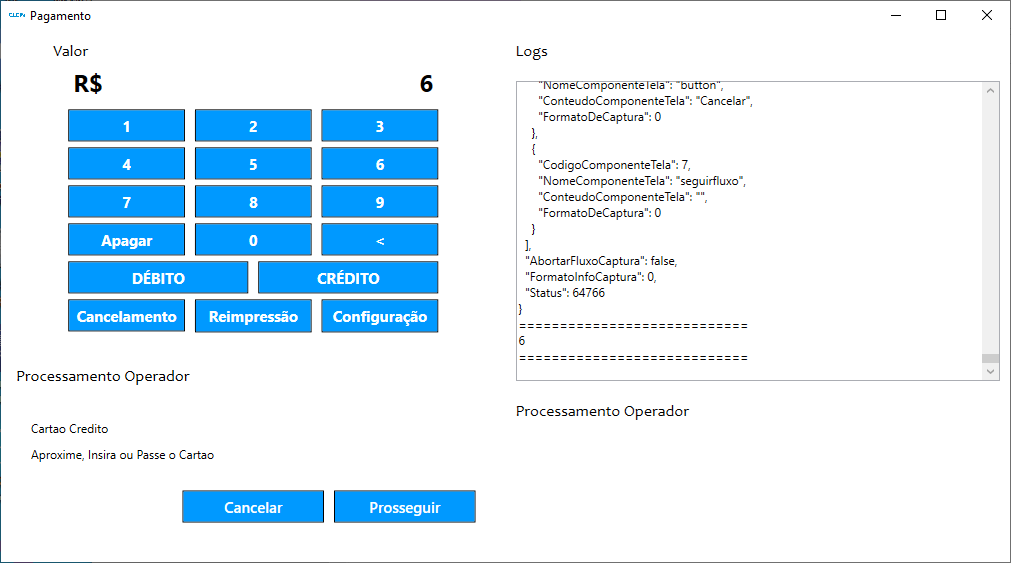 Pagamento
Valor
R$ 6
1 2 3
4 5 6
7 8 9
Apagar 0 <
DÉBITO CRÉDITO
Cancelamento Reimpressão Configuração
Processamento Operador
Cartao Credito
Aproxime, Insira ou Passe o Cartao
Cancelar Prosseguir
Logs
"NomeComponenteTela": "button",
"ConteudoComponenteTela": "Cancelar",
"FormatoDeCaptura": 0
},
{
"CodigoComponenteTela": 7,
"NomeComponenteTela": "seguirfluxo",
"ConteudoComponenteTela": "",
"FormatoDeCaptura": 0
}
],
"AbortarFluxoCaptura": false,
"FormatoInfoCaptura": 0,
"Status": 64766
}
============================
6
============================
Processamento Operador